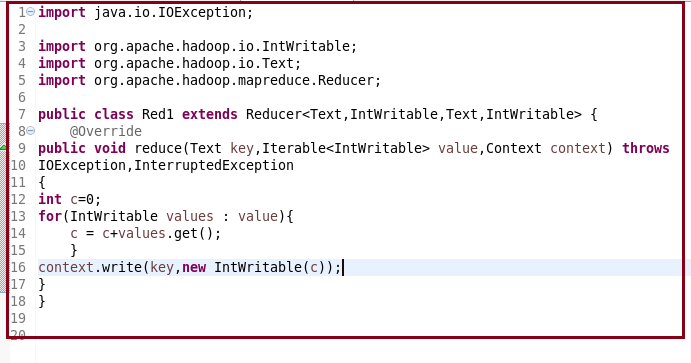 1 import java.io.IOException;
2
3 import org.apache.hadoop.io.IntWritable;
4 import org.apache.hadoop.io.Text;
5 import org.apache.hadoop.mapreduce.Reducer;
6
7 public class Red1 extends Reducer<Text,IntWritable,Text,IntWritable> {
8     @Override
9 public void reduce(Text key,Iterable<IntWritable> value,Context context) throws
10 IOException,InterruptedException
11 {
12 int c=0;
13 for(IntWritable values : value){
14     c = c+values.get();
15     }
16 context.write(key,new IntWritable(c));
17 }
18 }
19
20